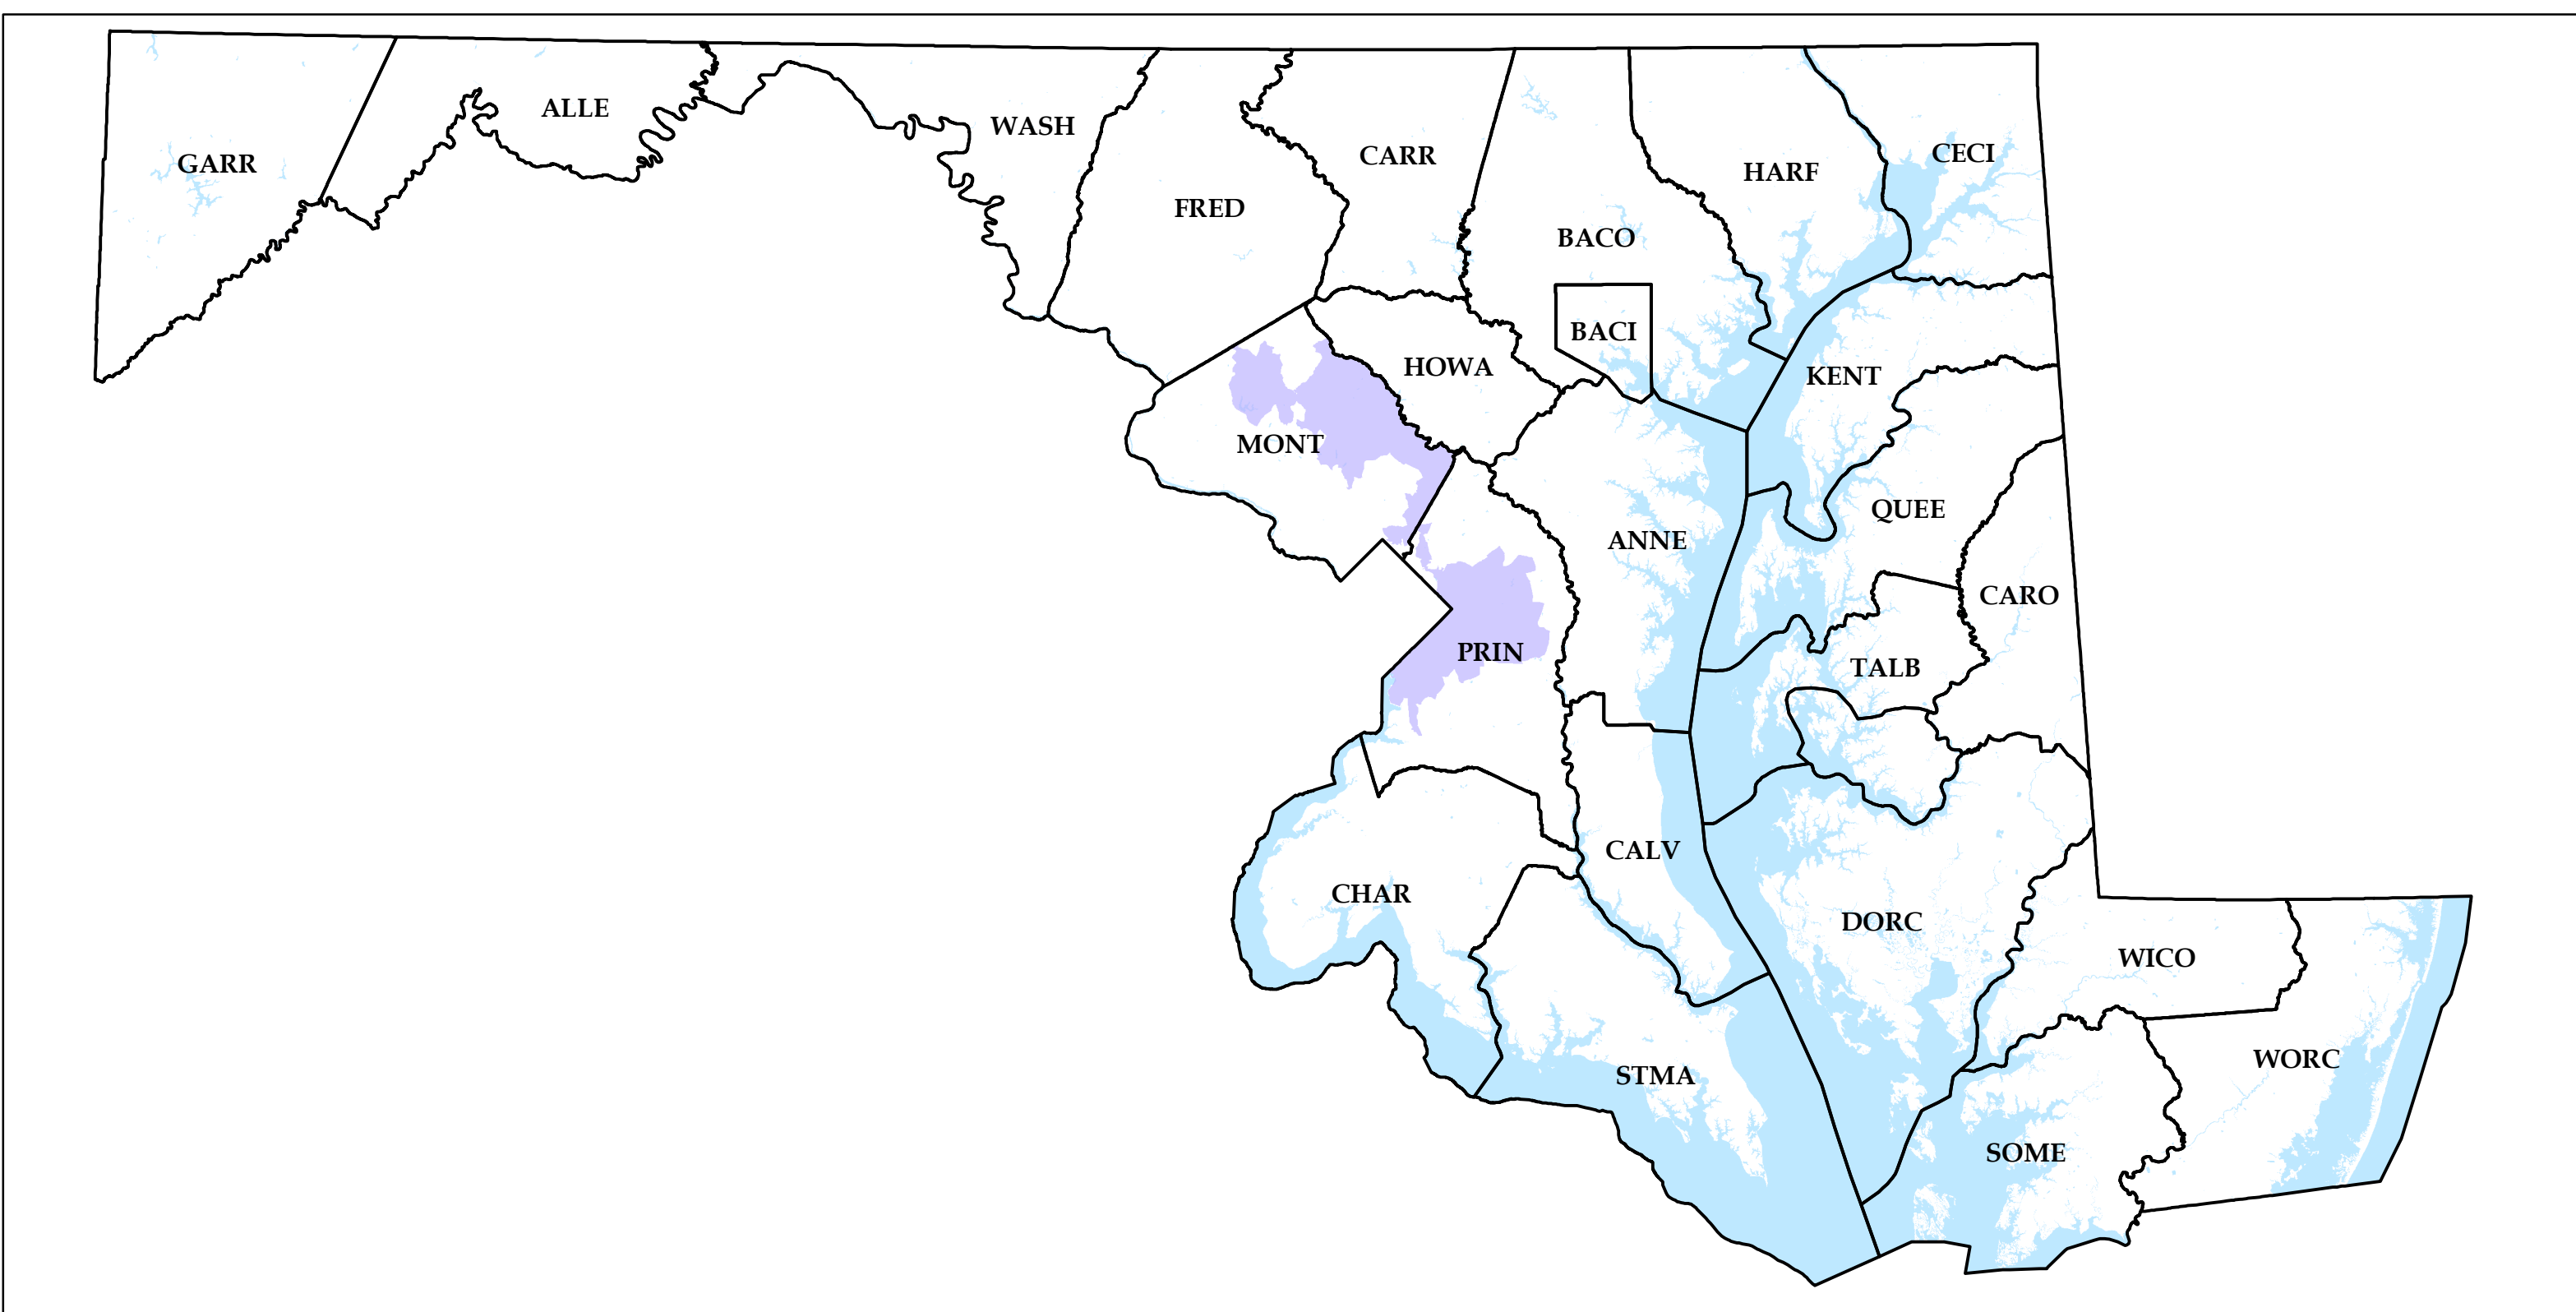 GARR
ALLE
WASH
FRED
CARR
BACO
HARF
CECI
BACI
HOWA
KENT
MONT
QUEE
ANNE
CARO
PRIN
TALB
CALV
CHAR
DORC
WICO
STMA
WORC
SOME